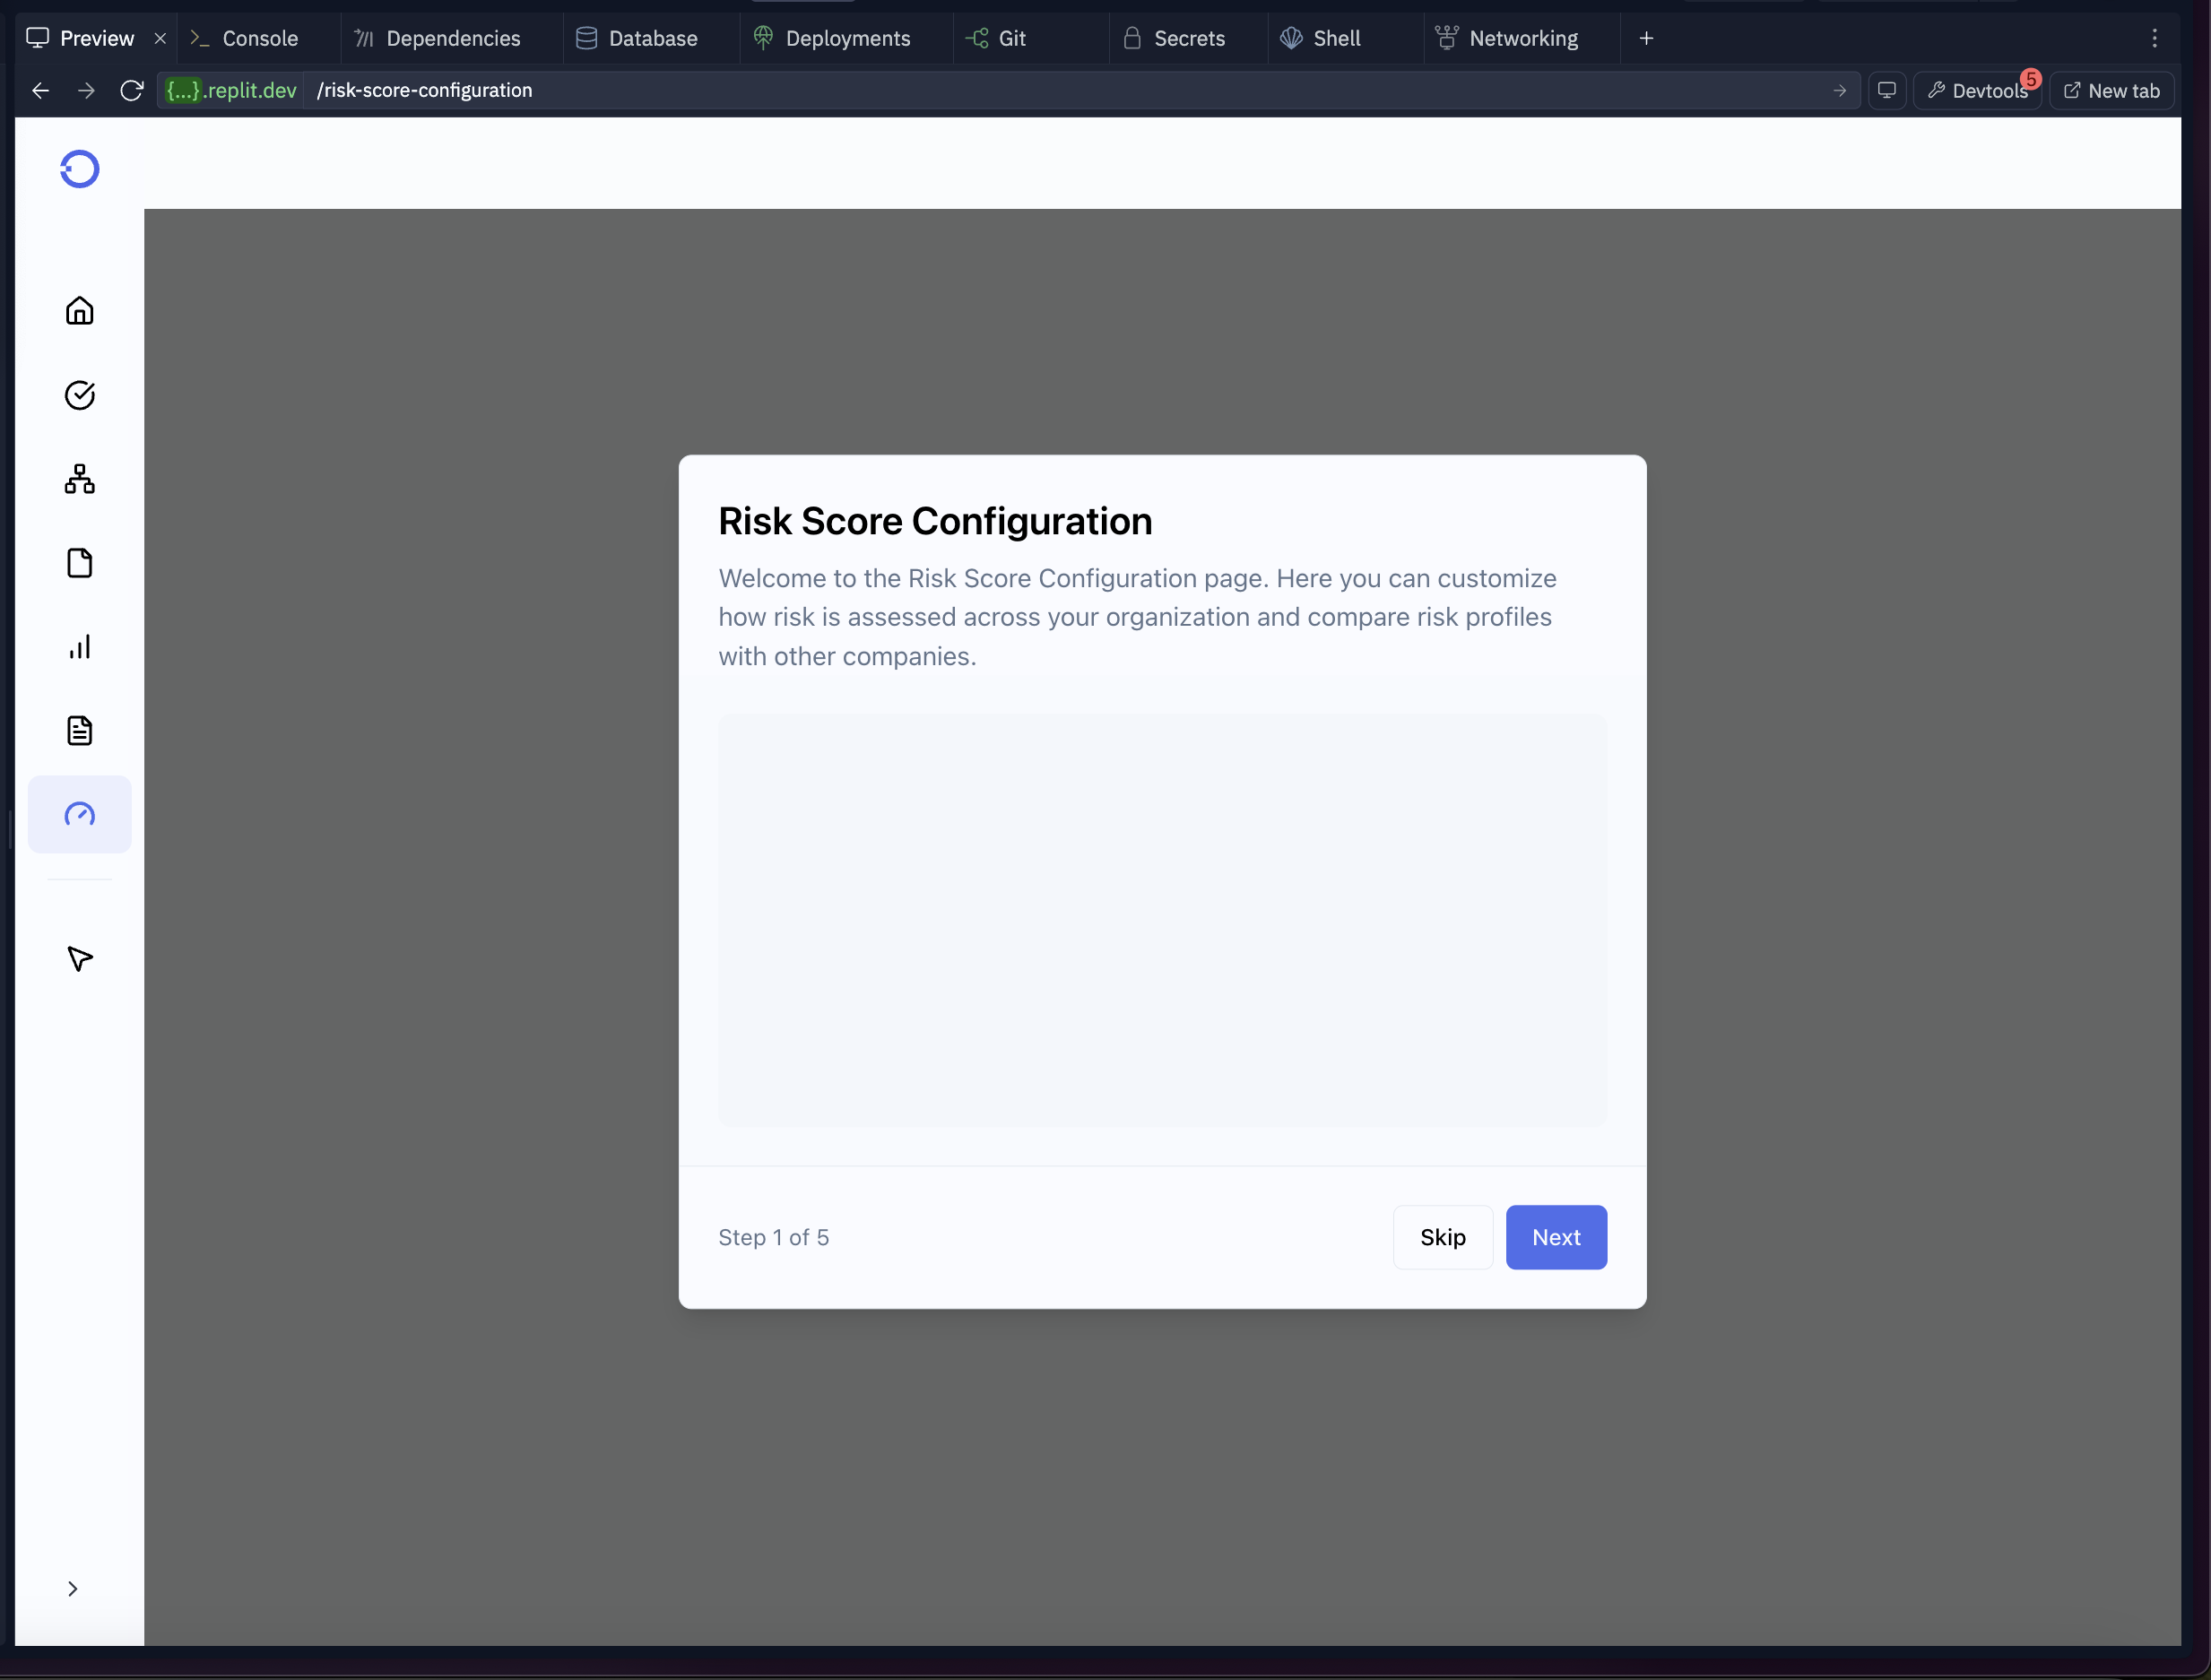 Preview
Console
Dependencies
Database
Deployments
Git
Secrets
Shell
Networking
{...}.replit.dev
/risk-score-configuration
Devtools
5
New tab
Risk Score Configuration
Welcome to the Risk Score Configuration page. Here you can customize
how risk is assessed across your organization and compare risk profiles
with other companies.
Step 1 of 5
Skip
Next